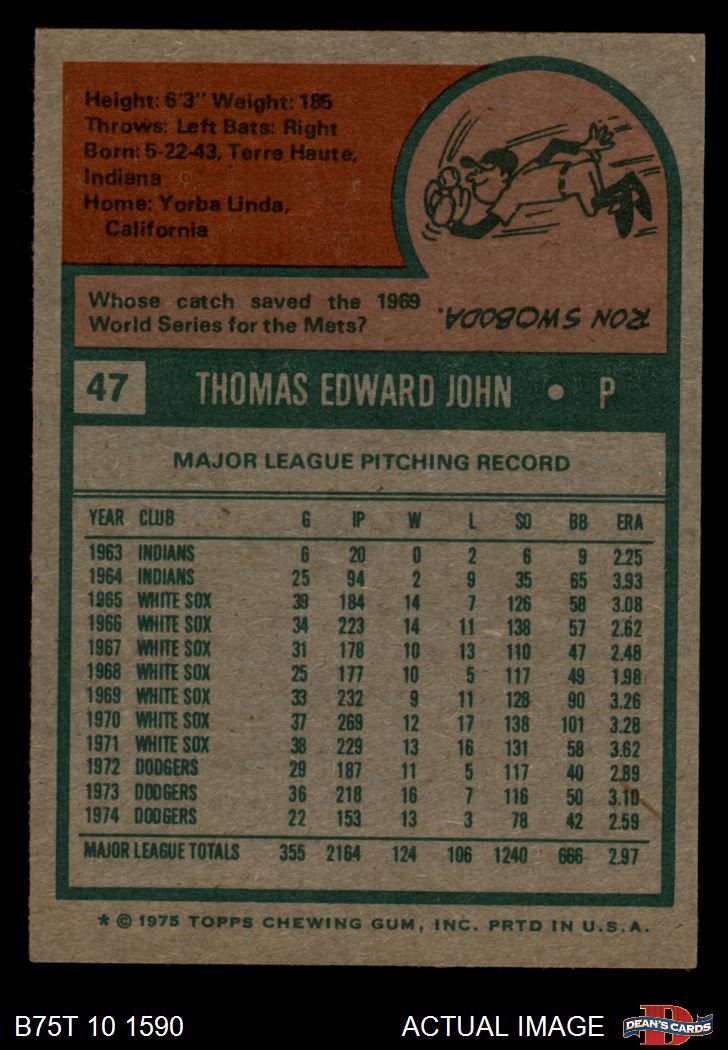 Height: 6'3" Weight: 185
Throws: Left Bats: Right
Born: 5-22-43, Terre Haute,
Indiana
Home: Yorba Linda,
California
Whose catch saved the 1969
World Series for the Mets?
RON SWOBODA.
47 THOMAS EDWARD JOHN • P
MAJOR LEAGUE PITCHING RECORD
YEAR CLUB G IP W L SO BB ERA
1963 INDIANS 6 20 0 2 6 9 2.25
1964 INDIANS 25 94 2 9 35 65 3.93
1965 WHITE SOX 39 184 14 7 126 58 3.08
1966 WHITE SOX 34 223 14 11 138 57 2.62
1967 WHITE SOX 31 178 10 13 110 47 2.48
1968 WHITE SOX 25 177 10 5 117 49 1.98
1969 WHITE SOX 33 232 9 11 128 90 3.26
1970 WHITE SOX 37 269 12 17 138 101 3.28
1971 WHITE SOX 38 229 13 16 131 58 3.62
1972 DODGERS 29 187 11 5 117 40 2.89
1973 DODGERS 36 218 16 7 116 50 3.10
1974 DODGERS 22 153 13 3 78 42 2.59
MAJOR LEAGUE TOTALS 355 2164 124 106 1240 666 2.97
* © 1975 TOPPS CHEWING GUM, INC. PRTD IN U.S.A.
B75T 10 1590 ACTUAL IMAGE
D
DEAN'S CARDS